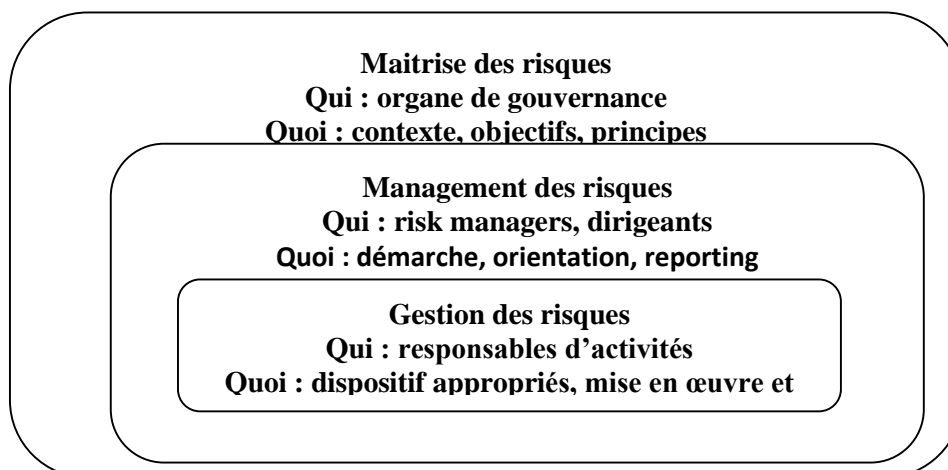 Maitrise des risques
Qui : organe de gouvernance
Quoi : contexte, objectifs, principes
Management des risques
Qui : risk managers, dirigeants
Quoi : démarche, orientation, reporting
Gestion des risques
Qui : responsables d’activités
Quoi : dispositif appropriés, mise en œuvre et